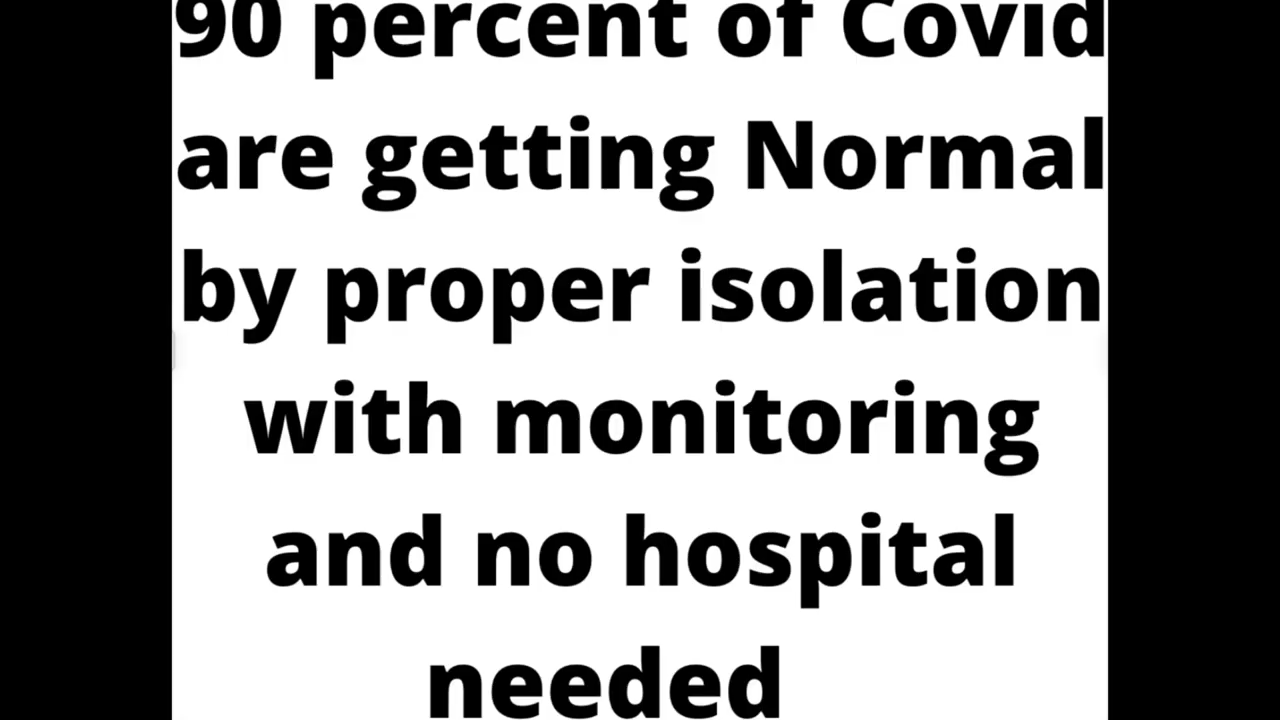 90 percent of Covid
are getting Normal
by proper isolation
with monitoring
and no hospital
needed